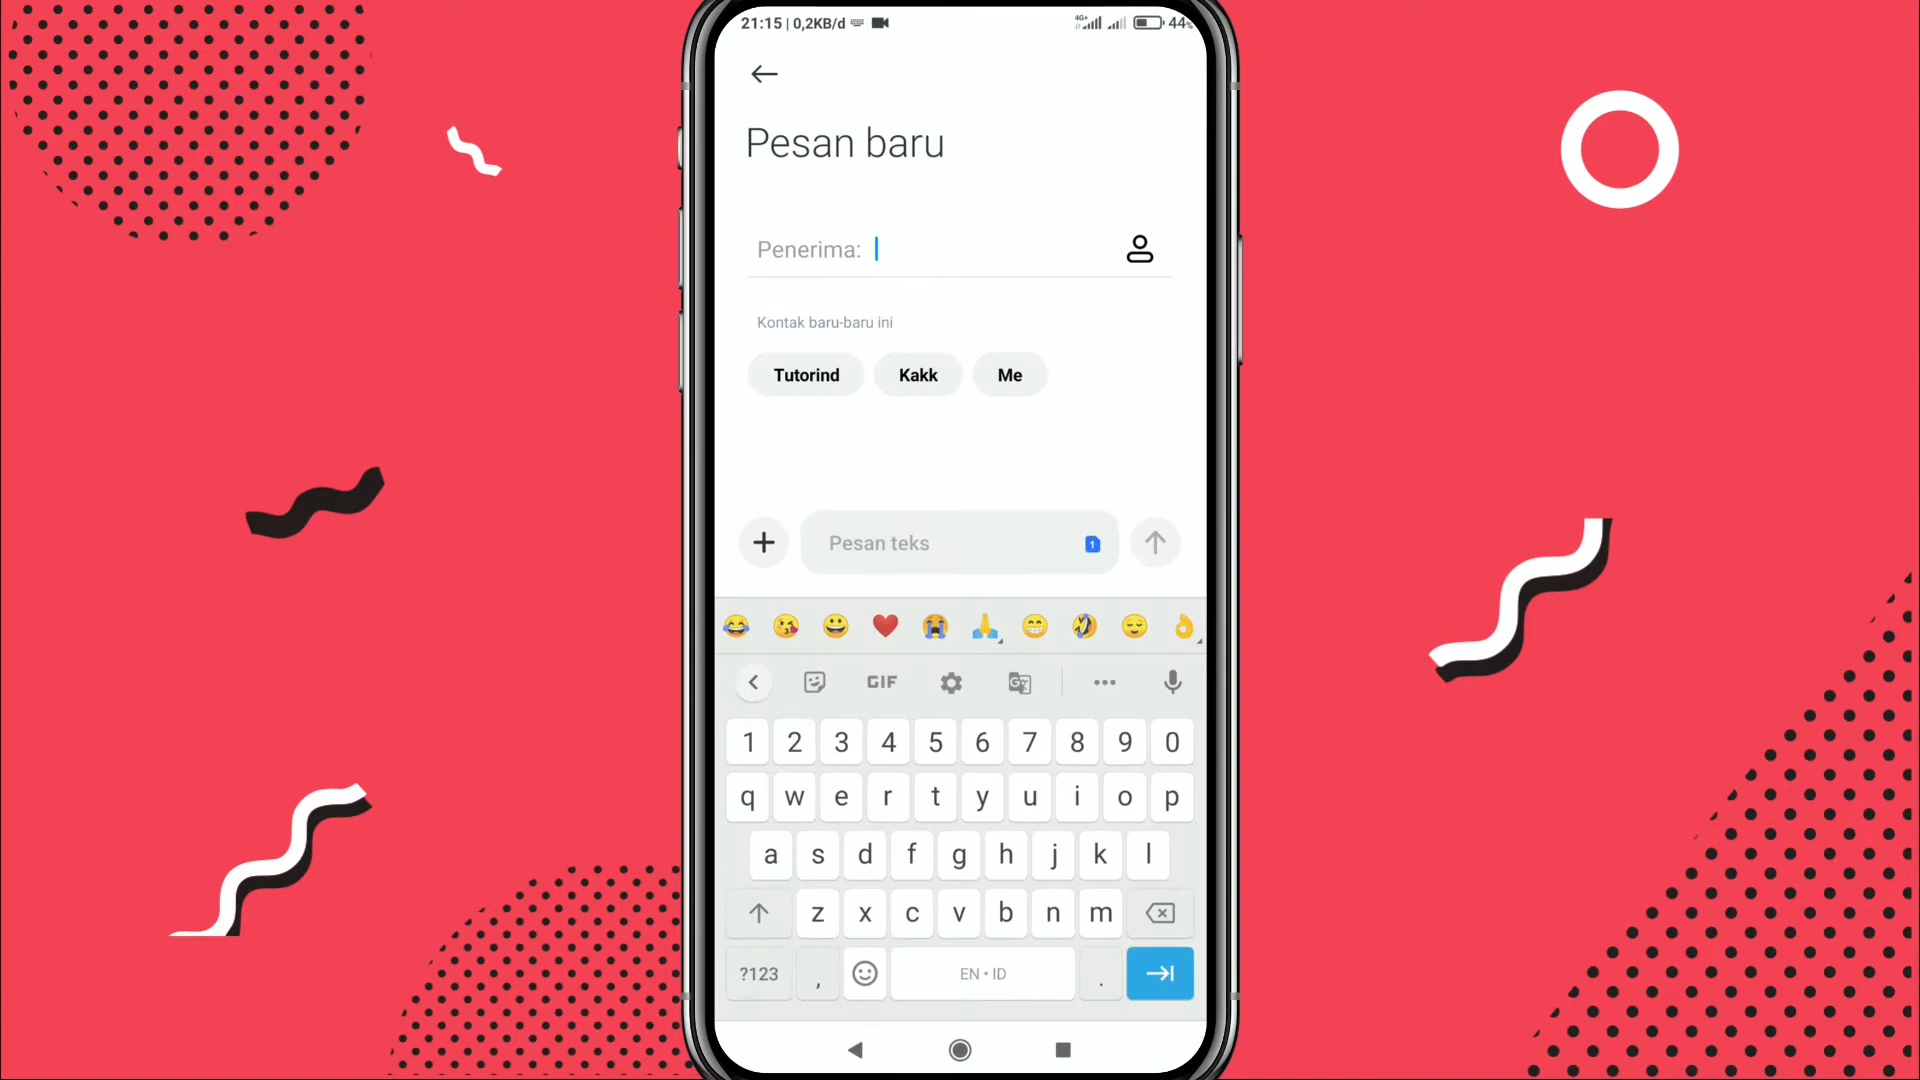 21:15 | 0,2KB/d
4G+ 44%
Pesan baru
Penerima:
Kontak baru-baru ini
Tutorind Kakk Me
Pesan teks 1
GIF
1 2 3 4 5 6 7 8 9 0
q w e r t y u i o p
a s d f g h j k l
z x c v b n m
?123 , EN • ID .